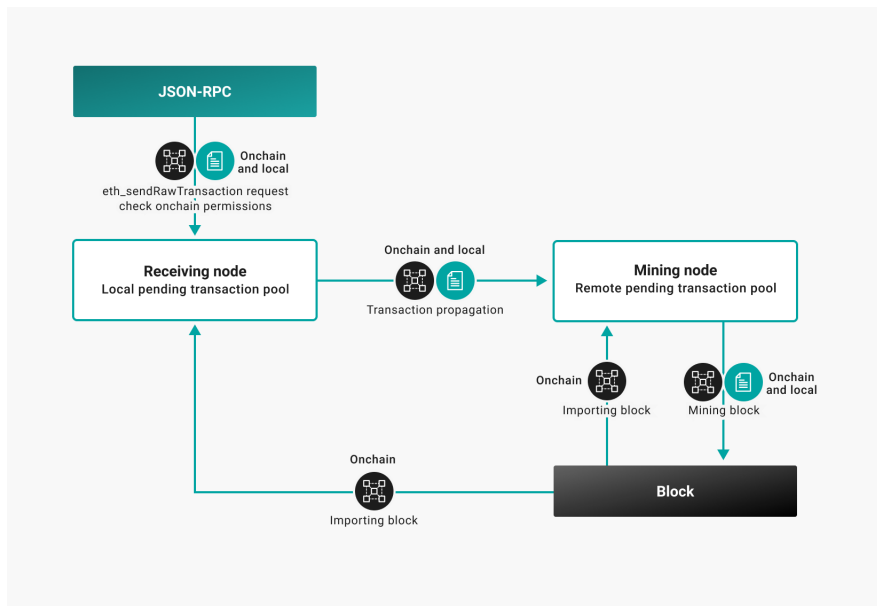 JSON-RPC
Onchain
and local
eth_sendRawTransaction request
check onchain permissions
Receiving node
Local pending transaction pool
Onchain and local
Transaction propagation
Mining node
Remote pending transaction pool
Onchain
Importing block
Onchain
and local
Mining block
Onchain
Importing block
Block